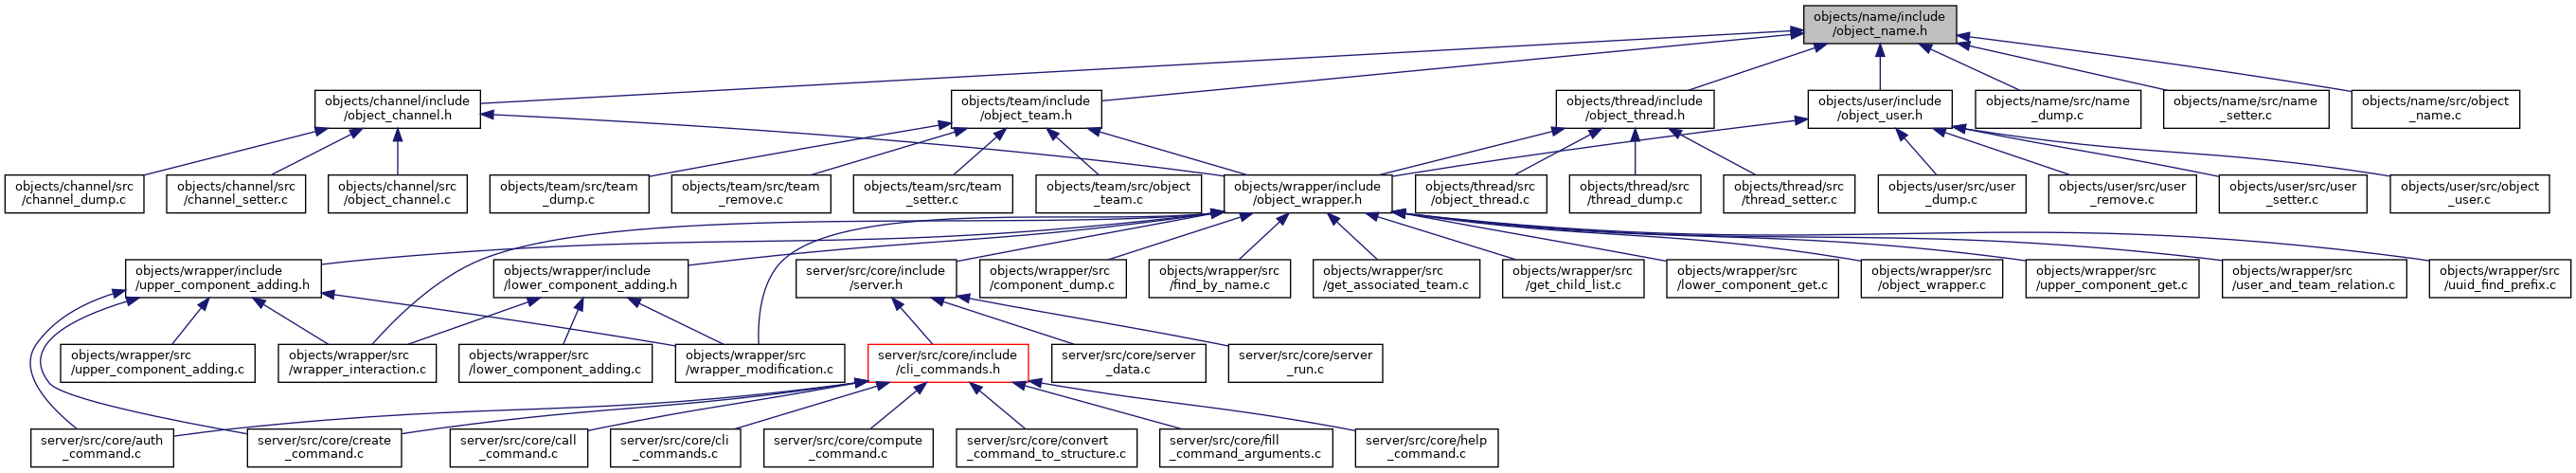 objects/name/include
/object_name.h
objects/channel/include
/object_channel.h
objects/team/include
/object_team.h
objects/thread/include
/object_thread.h
objects/user/include
/object_user.h
objects/name/src/name
_dump.c
objects/name/src/name
_setter.c
objects/name/src/object
_name.c
objects/channel/src
/channel_dump.c
objects/channel/src
/channel_setter.c
objects/channel/src
/object_channel.c
objects/team/src/team
_dump.c
objects/team/src/team
_remove.c
objects/team/src/team
_setter.c
objects/team/src/object
_team.c
objects/wrapper/include
/object_wrapper.h
objects/thread/src
/object_thread.c
objects/thread/src
/thread_dump.c
objects/thread/src
/thread_setter.c
objects/user/src/user
_dump.c
objects/user/src/user
_remove.c
objects/user/src/user
_setter.c
objects/user/src/object
_user.c
objects/wrapper/include
/upper_component_adding.h
objects/wrapper/include
/lower_component_adding.h
server/src/core/include
/server.h
objects/wrapper/src
/component_dump.c
objects/wrapper/src
/find_by_name.c
objects/wrapper/src
/get_associated_team.c
objects/wrapper/src
/get_child_list.c
objects/wrapper/src
/lower_component_get.c
objects/wrapper/src
/object_wrapper.c
objects/wrapper/src
/upper_component_get.c
objects/wrapper/src
/user_and_team_relation.c
objects/wrapper/src
/uuid_find_prefix.c
objects/wrapper/src
/upper_component_adding.c
objects/wrapper/src
/wrapper_interaction.c
objects/wrapper/src
/lower_component_adding.c
objects/wrapper/src
/wrapper_modification.c
server/src/core/include
/cli_commands.h
server/src/core/server
_data.c
server/src/core/server
_run.c
server/src/core/auth
_command.c
server/src/core/create
_command.c
server/src/core/call
_command.c
server/src/core/cli
_commands.c
server/src/core/compute
_command.c
server/src/core/convert
_command_to_structure.c
server/src/core/fill
_command_arguments.c
server/src/core/help
_command.c